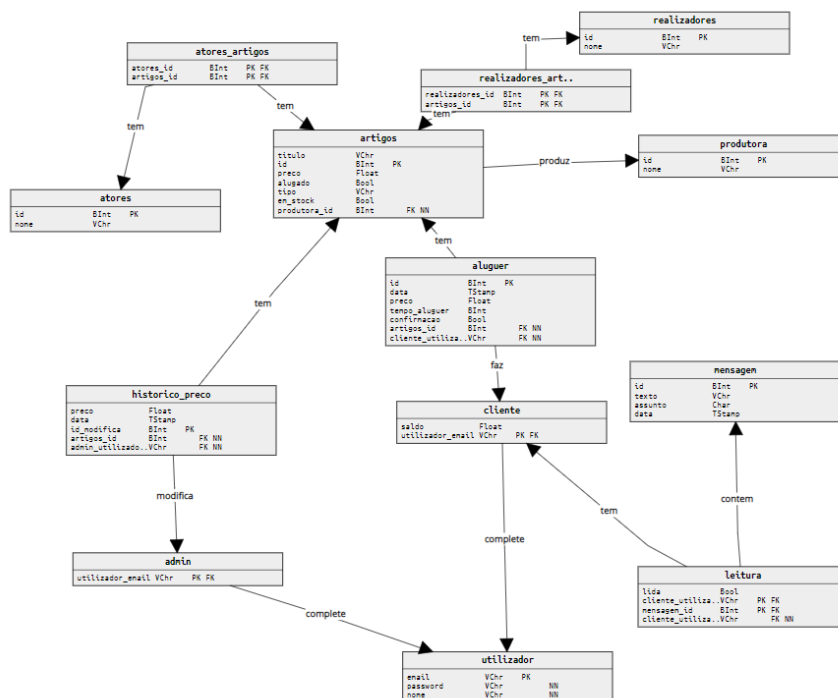 realizadores
id BInt PK
nome VChr
tem
atores_artigos
atores_id BInt PK FK
artigos_id BInt PK FK
realizadores_art..
realizadores_id BInt PK FK
artigos_id BInt PK FK
tem
tem
tem
artigos
titulo VChr
id BInt PK
preco Float
alugado Bool
tipo VChr
em_stock Bool
produtora_id BInt FK NN
produz
produtora
id BInt PK
nome VChr
atores
id BInt PK
nome VChr
tem
aluguer
id BInt PK
data TStamp
preco Float
tempo_aluguer BInt
confirmacao Bool
artigos_id BInt FK NN
cliente_utiliza..VChr FK NN
tem
faz
mensagem
id BInt PK
texto VChr
assunto Char
data TStamp
historico_preco
preco Float
data TStamp
id_modifica BInt PK
artigos_id BInt FK NN
admin_utilizado..VChr FK NN
cliente
saldo Float
utilizador_email VChr PK FK
modifica
contem
tem
complete
admin
utilizador_email VChr PK FK
leitura
lida Bool
cliente_utiliza..VChr PK FK
mensagem_id BInt PK FK
cliente_utiliza..VChr FK NN
complete
utilizador
email VChr PK
password VChr NN
nome VChr NN